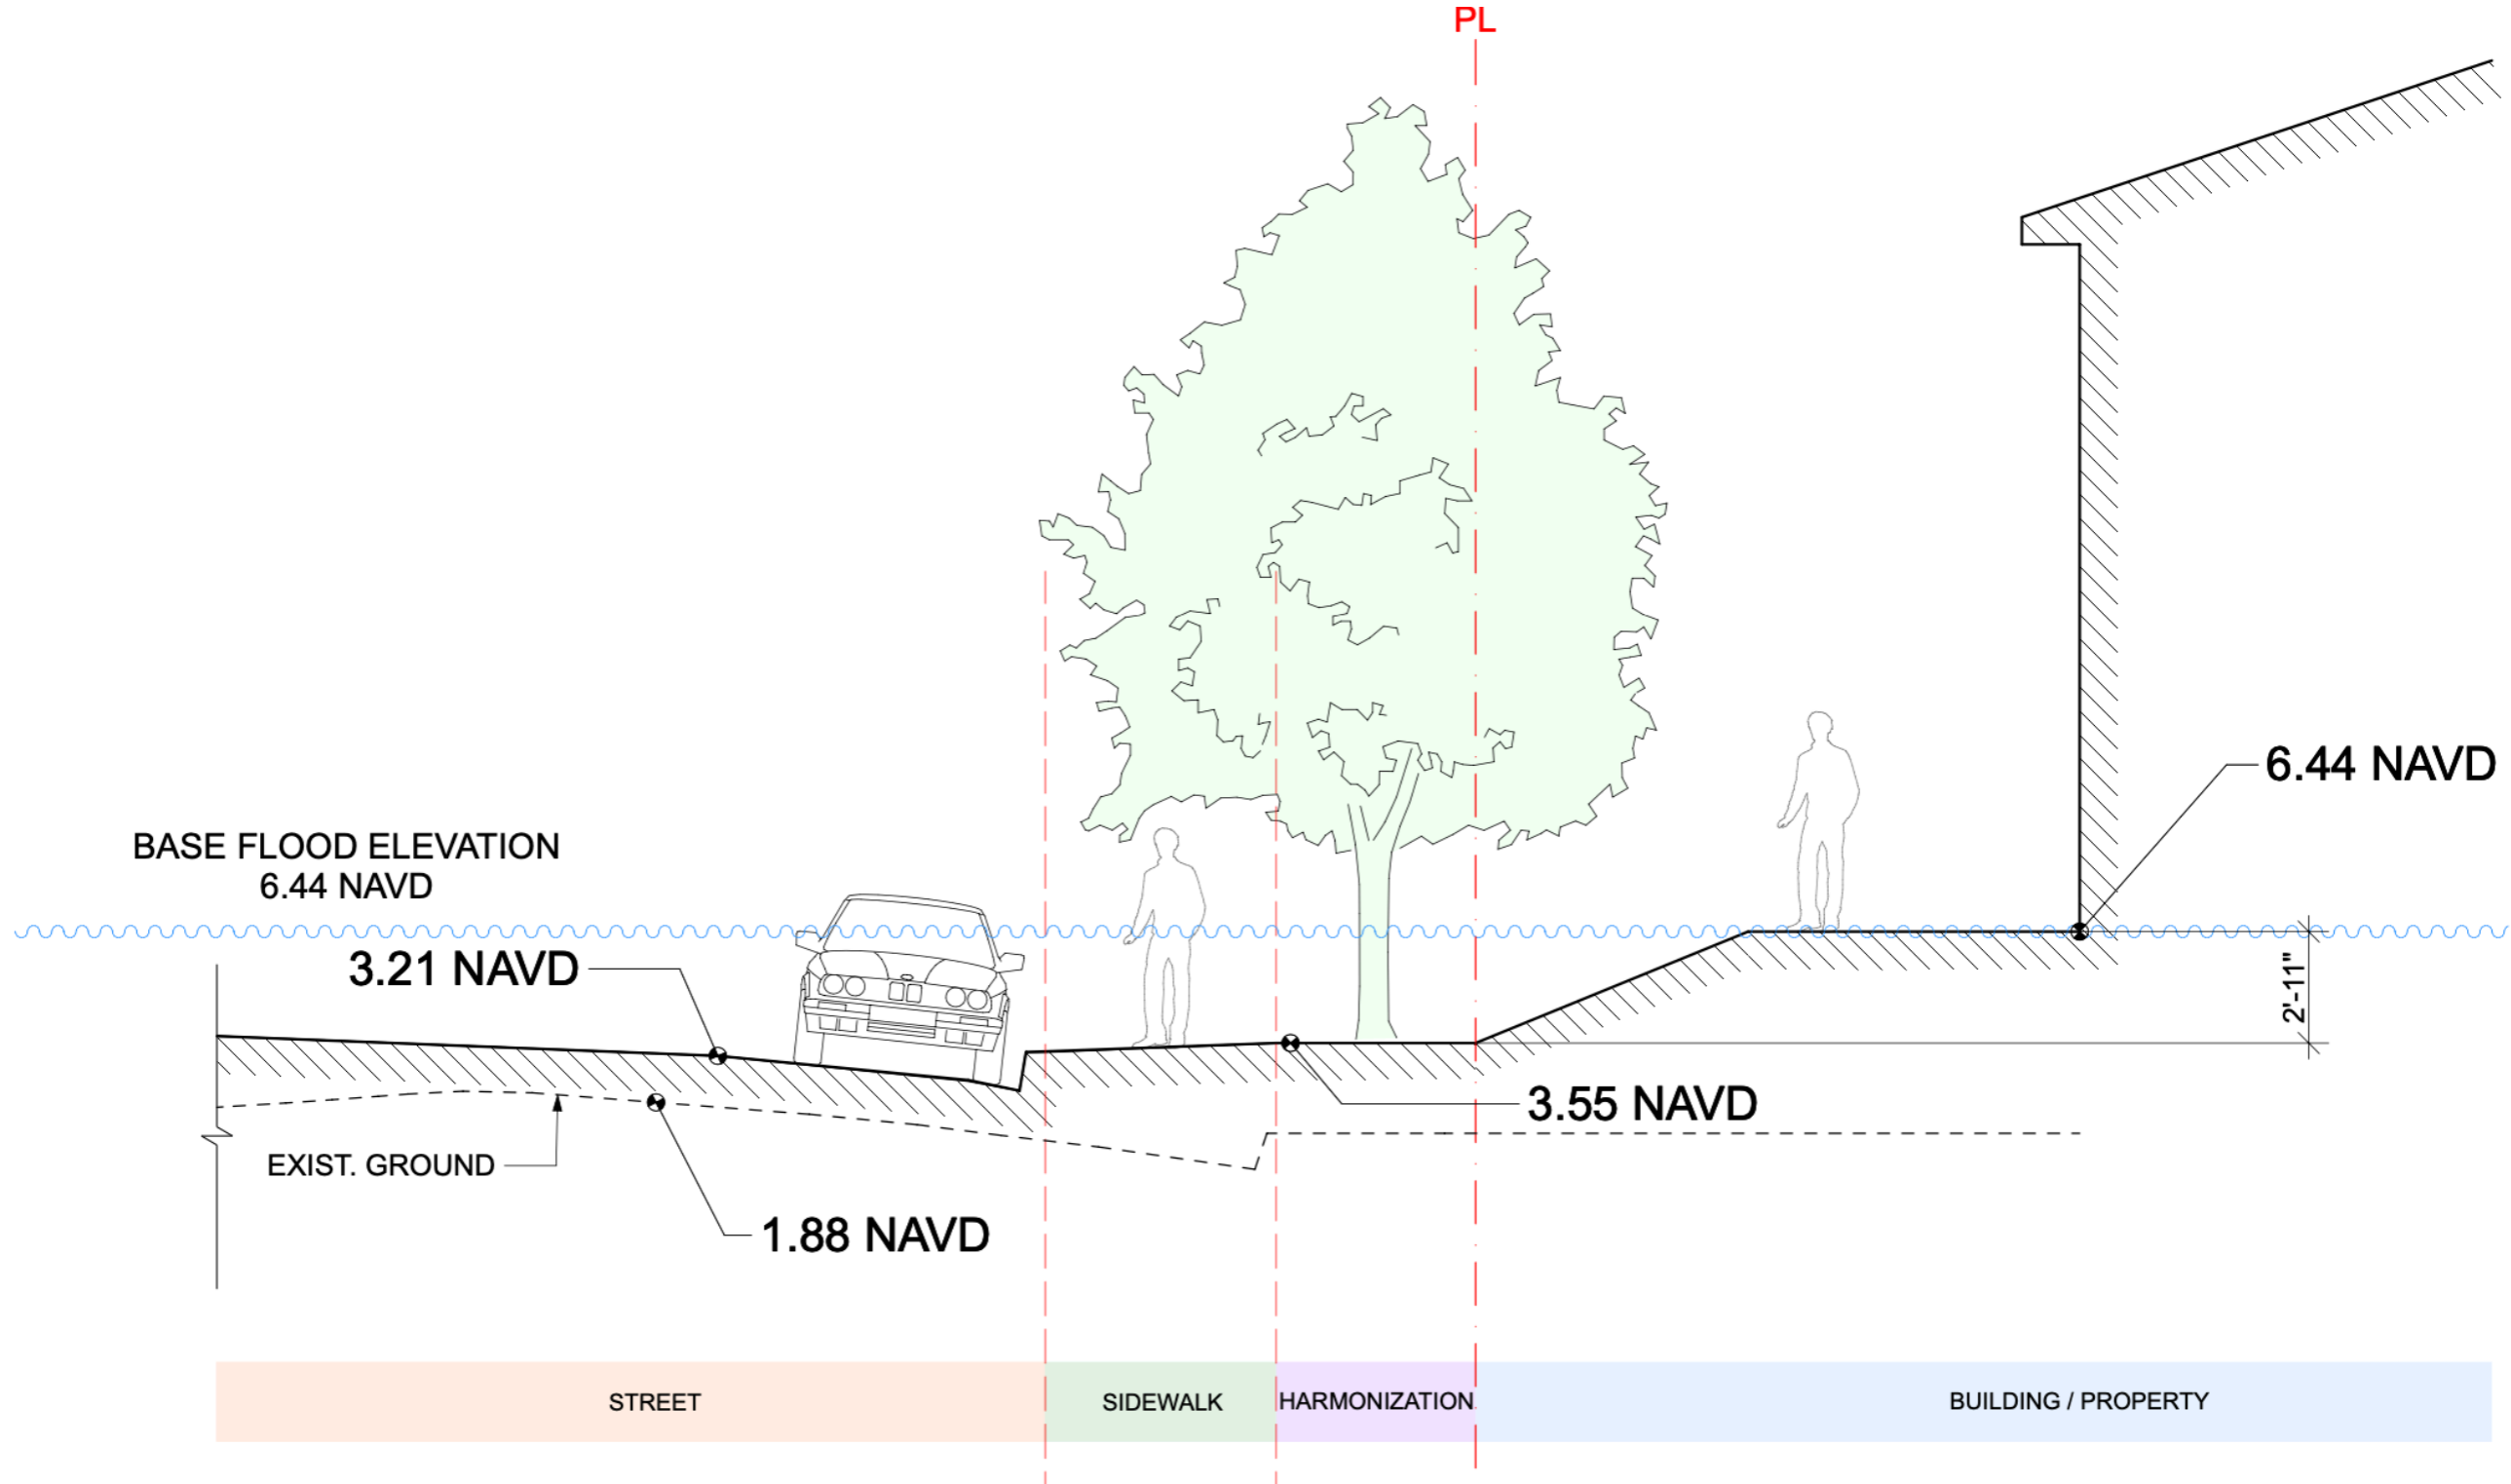 PL
6.44 NAVD
BASE FLOOD ELEVATION
6.44 NAVD
3.21 NAVD
2'-11"
3.55 NAVD
EXIST. GROUND
1.88 NAVD
STREET
SIDEWALK
HARMONIZATION
BUILDING / PROPERTY